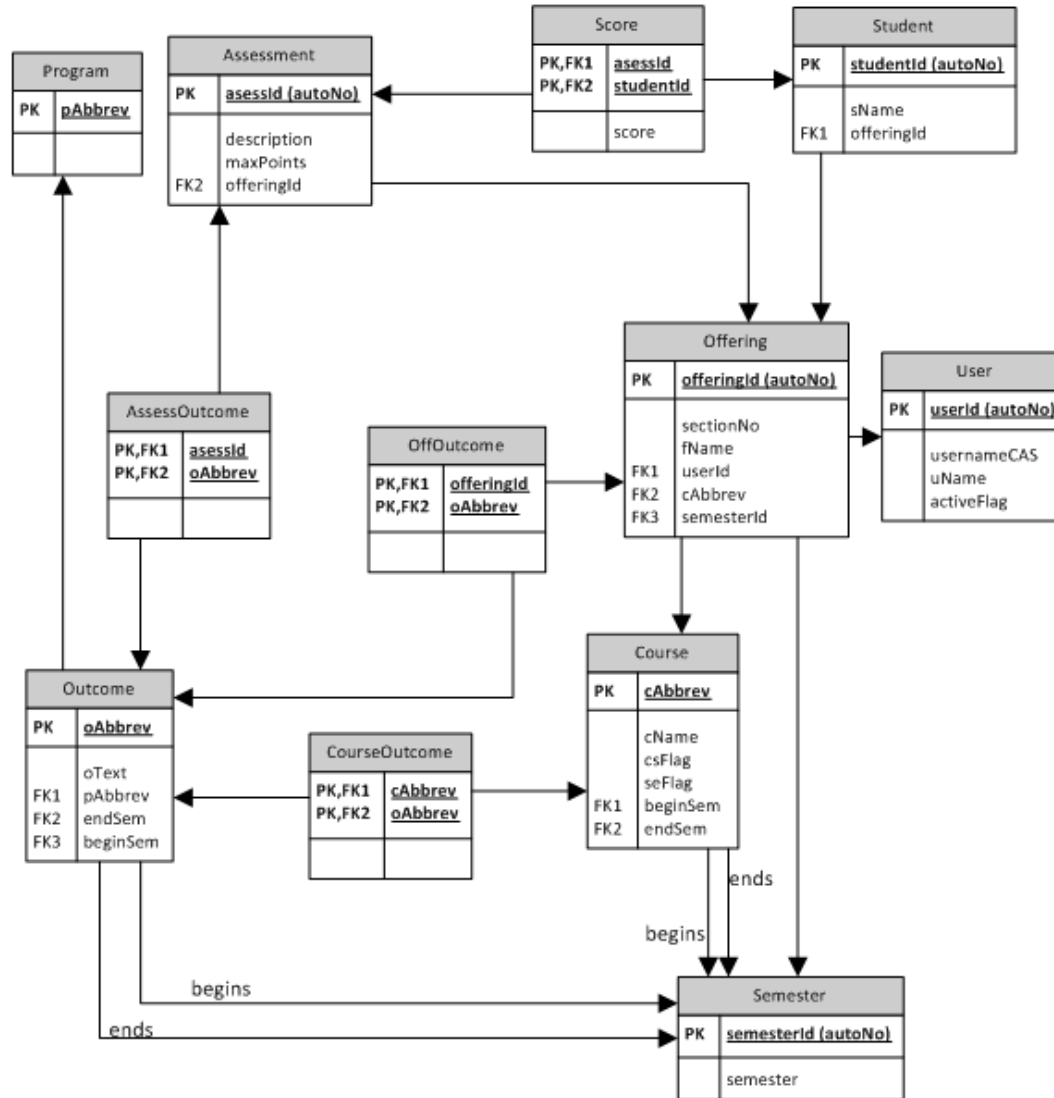 Program
PK pAbbrev
Assessment
PK asessId (autoNo)
description
maxPoints
FK2 offeringId
Score
PK,FK1 asessId
PK,FK2 studentId
score
Student
PK studentId (autoNo)
sName
FK1 offeringId
Offering
PK offeringId (autoNo)
sectionNo
fName
FK1 userId
FK2 cAbbrev
FK3 semesterId
User
PK userId (autoNo)
usernameCAS
uName
activeFlag
AssessOutcome
PK,FK1 asessId
PK,FK2 oAbbrev
OffOutcome
PK,FK1 offeringId
PK,FK2 oAbbrev
Outcome
PK oAbbrev
oText
FK1 pAbbrev
FK2 endSem
FK3 beginSem
CourseOutcome
PK,FK1 cAbbrev
PK,FK2 oAbbrev
Course
PK cAbbrev
cName
csFlag
seFlag
FK1 beginSem
FK2 endSem
ends
begins
begins
ends
Semester
PK semesterId (autoNo)
semester